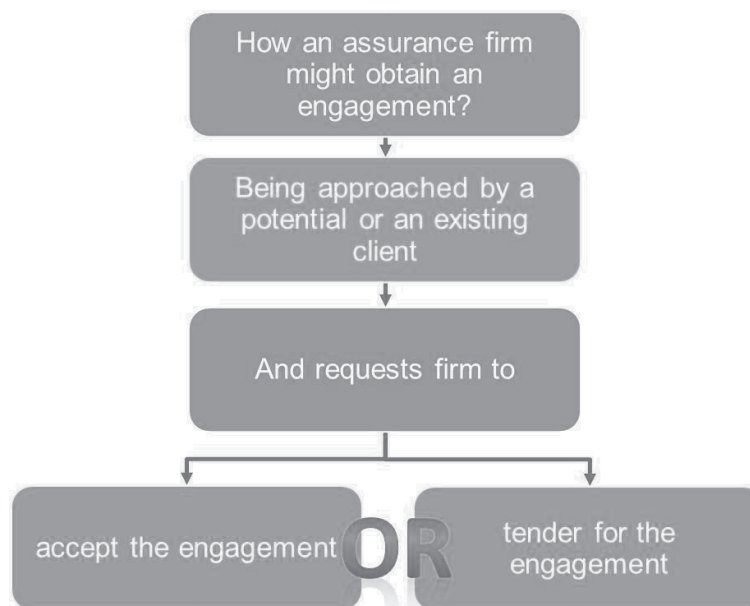 How an assurance firm
might obtain an
engagement?
Being approached by a
potential or an existing
client
And requests firm to
accept the engagement
OR
tender for the
engagement